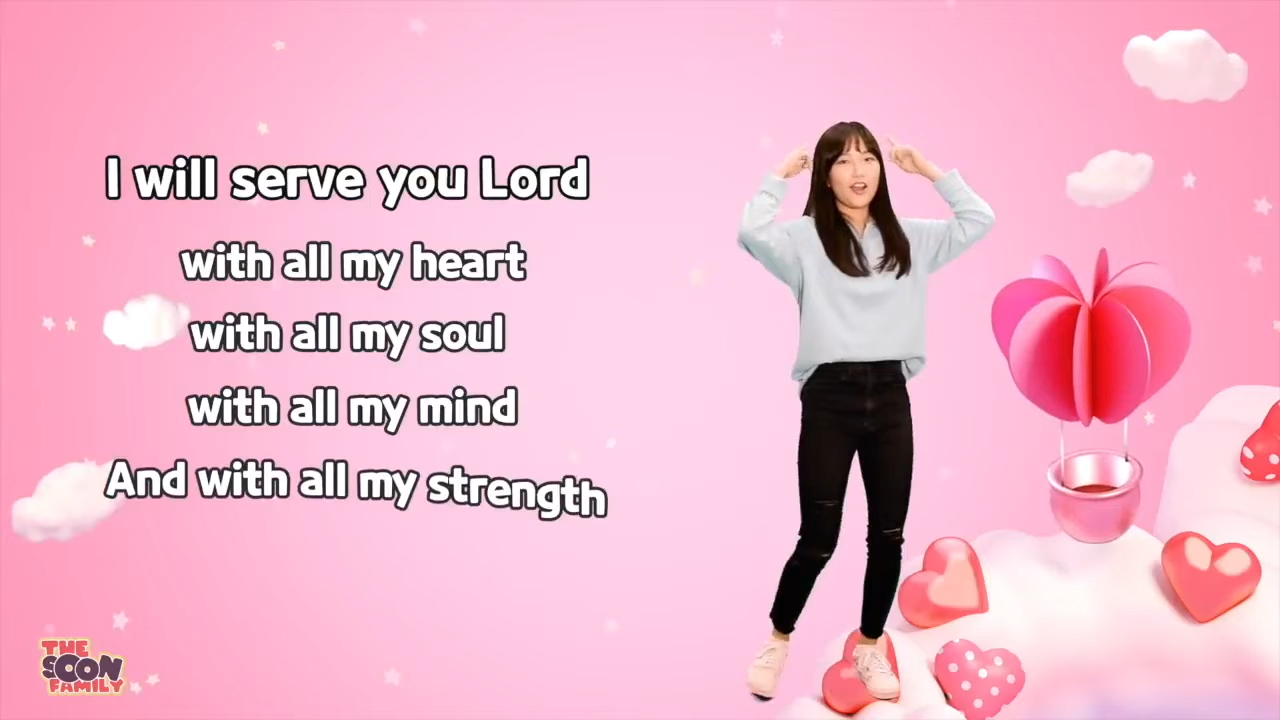 I will serve you Lord
with all my heart
with all my soul
with all my mind
And with all my strength
THE
SOON
FAMILY